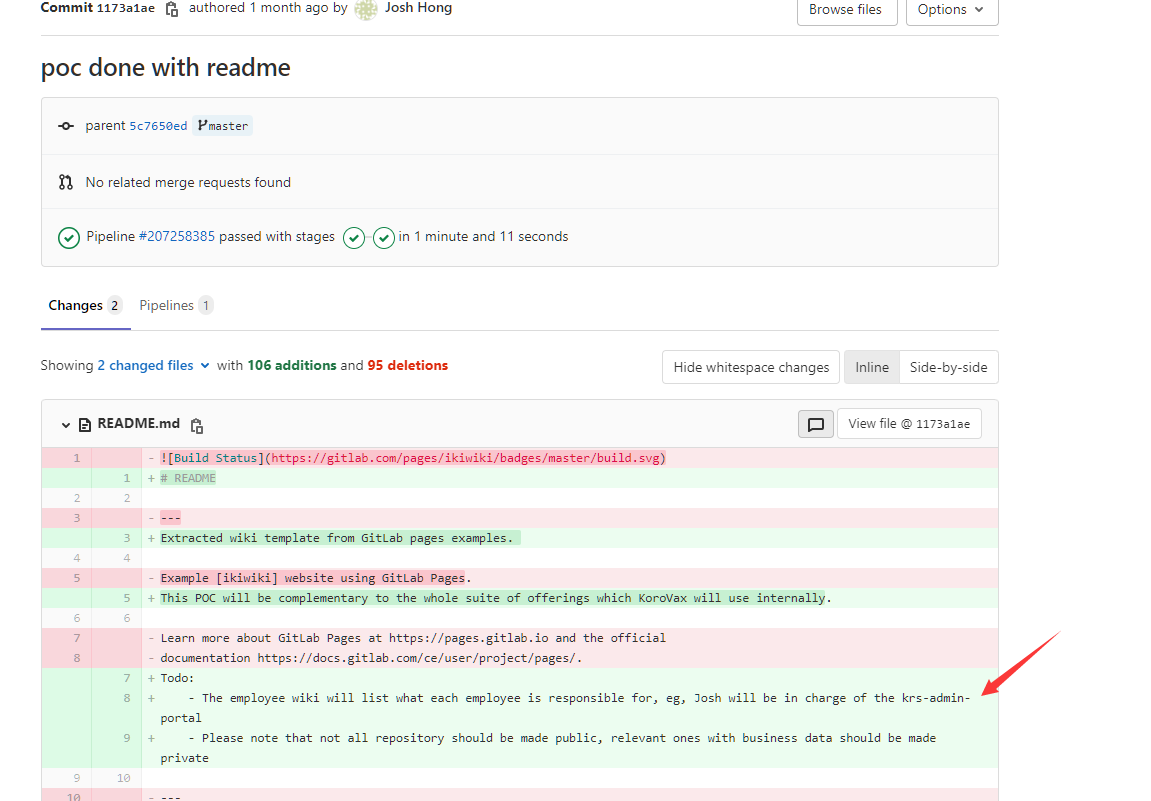 Commit 1173a1ae authored 1 month ago by Josh Hong Browse files Options
poc done with readme
parent 5c7650ed master
No related merge requests found
Pipeline #207258385 passed with stages in 1 minute and 11 seconds
Changes 2 Pipelines 1
Showing 2 changed files with 106 additions and 95 deletions Hide whitespace changes Inline Side-by-side
README.md View file @ 1173a1ae
1 - ![Build Status](https://gitlab.com/pages/ikiwiki/badges/master/build.svg)
1 + # README
2 2
3 - ---
3 + Extracted wiki template from GitLab pages examples.
4 4
5 - Example [ikiwiki] website using GitLab Pages.
5 + This POC will be complementary to the whole suite of offerings which KoroVax will use internally.
6 6
7 - Learn more about GitLab Pages at https://pages.gitlab.io and the official
8 - documentation https://docs.gitlab.com/ce/user/project/pages/.
7 + Todo:
8 + - The employee wiki will list what each employee is responsible for, eg, Josh will be in charge of the krs-admin-
portal
9 + - Please note that not all repository should be made public, relevant ones with business data should be made
private
9 10
10 - ---